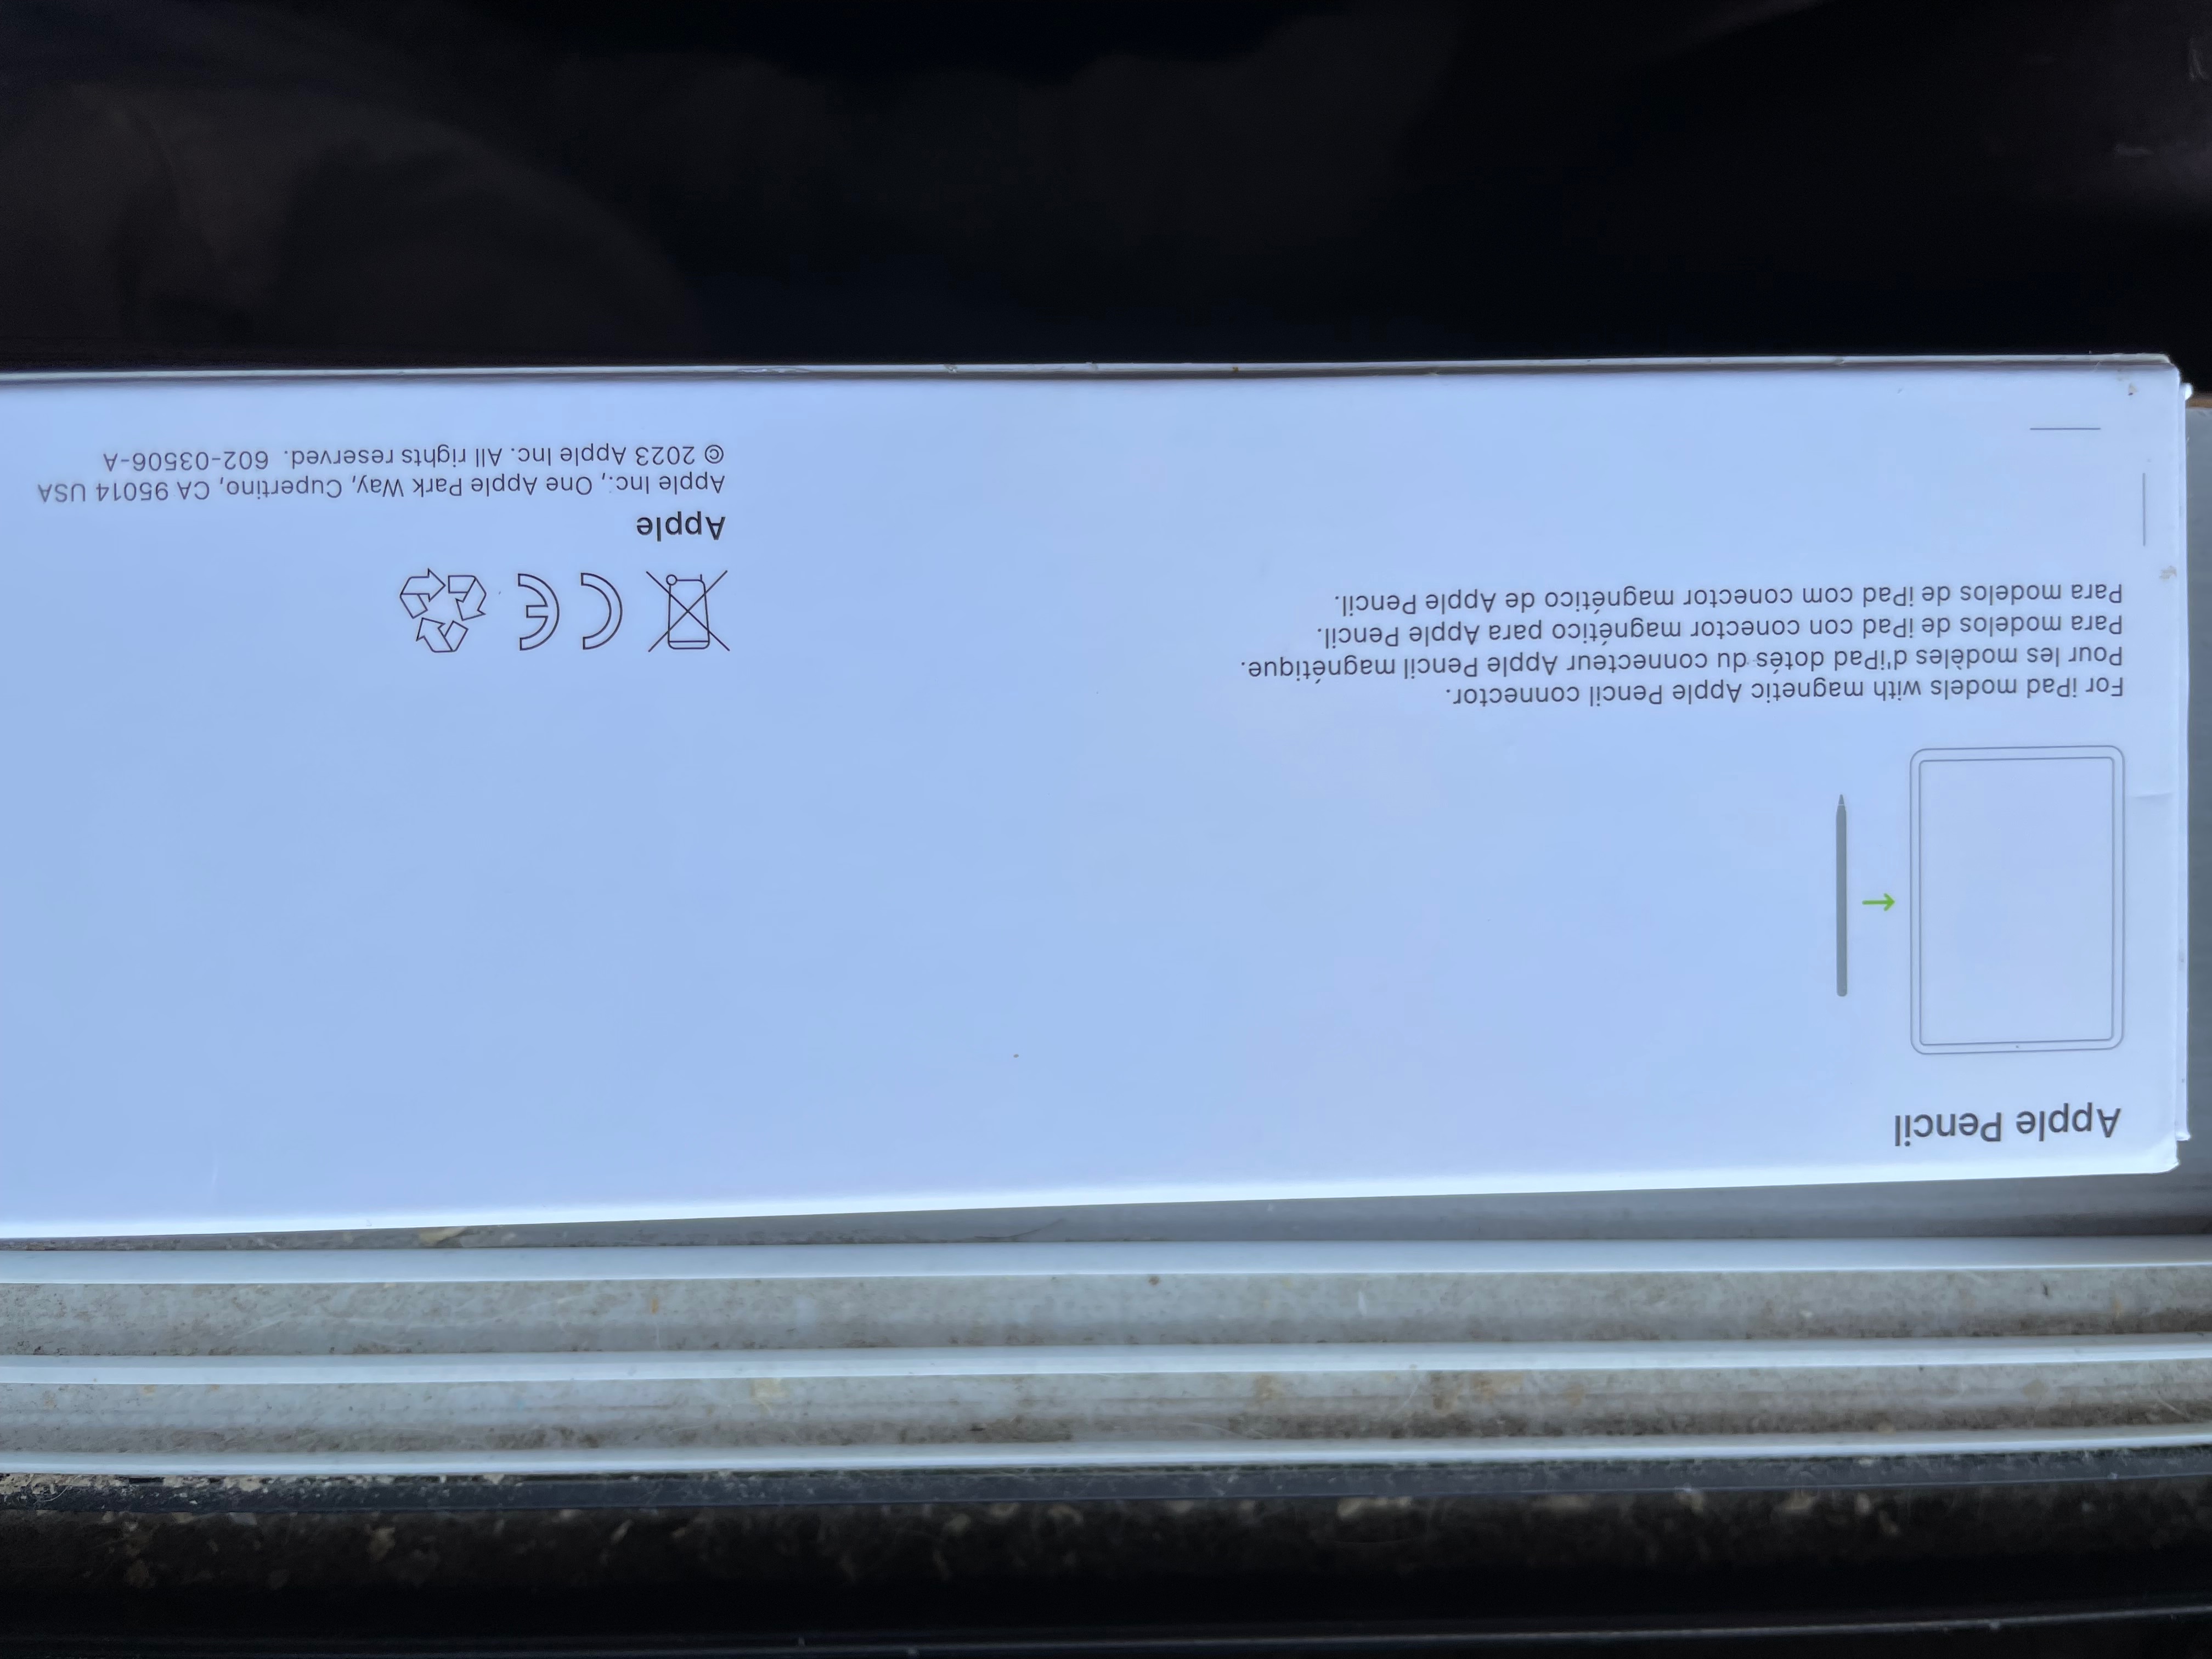 Apple Pencil
For iPad models with magnetic Apple Pencil connector.
Pour les modèles d'iPad dotés du connecteur Apple Pencil magnétique.
Para modelos de iPad con conector magnético para Apple Pencil.
Para modelos de iPad com conector magnético de Apple Pencil.
CE
Apple
Apple Inc., One Apple Park Way, Cupertino, CA 95014 USA
© 2023 Apple Inc. All rights reserved. 602-03506-A